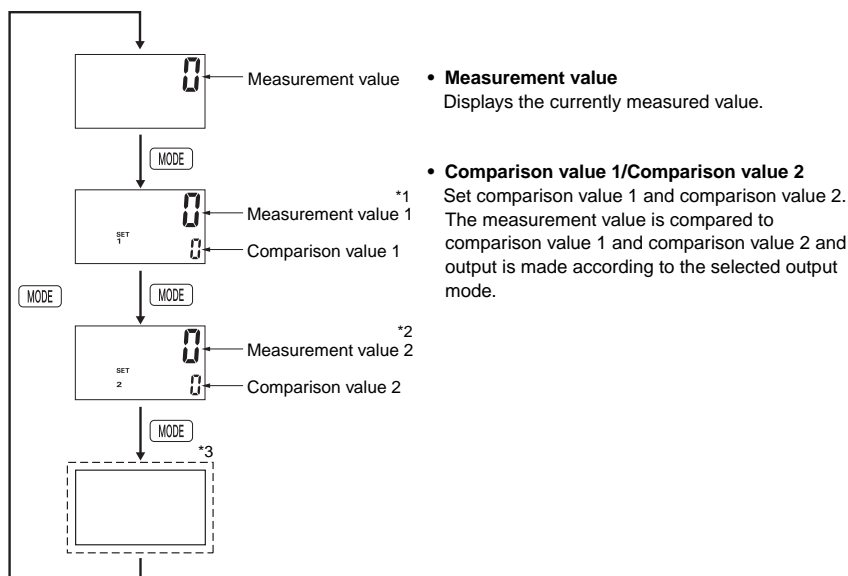 0
Measurement value
MODE
*1
0
Measurement value 1
SET
1
0
Comparison value 1
MODE
MODE
*2
0
Measurement value 2
SET
2
0
Comparison value 2
MODE
*3
• Measurement value
Displays the currently measured value.
• Comparison value 1/Comparison value 2
Set comparison value 1 and comparison value 2.
The measurement value is compared to
comparison value 1 and comparison value 2 and
output is made according to the selected output
mode.